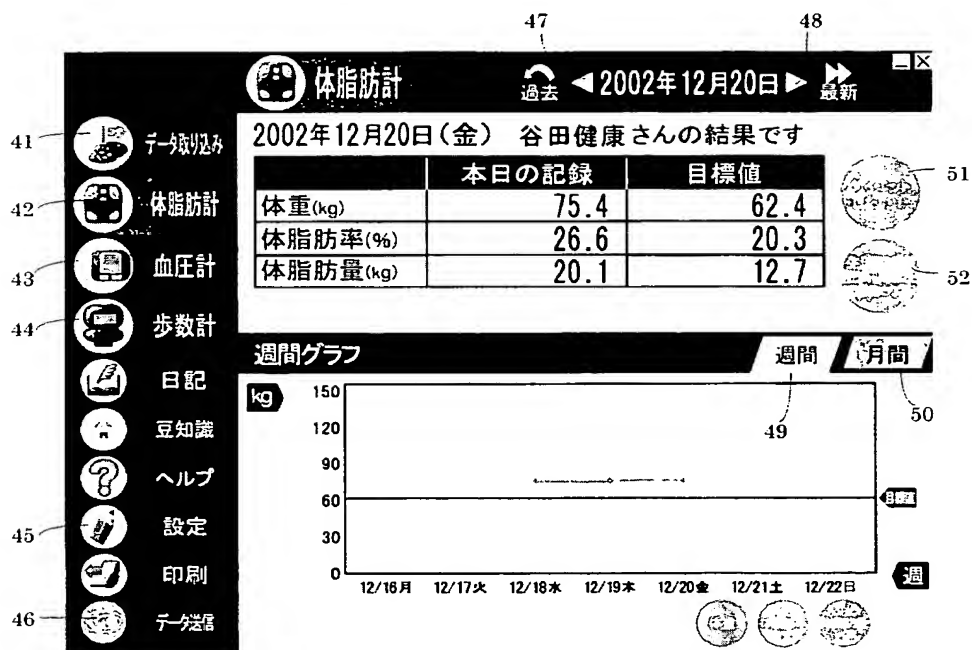 47
48
体脂肪計
過去
◀2002年12月20日▶
最新
41
データ取り込み
42
体脂肪計
43
血圧計
44
歩数計
日記
豆知識
ヘルプ
45
設定
印刷
46
データ送信
2002年12月20日(金) 谷田健康さんの結果です
本日の記録 目標値
体重(kg) 75.4 62.4
体脂肪率(%) 26.6 20.3
体脂肪量(kg) 20.1 12.7
51
52
週間グラフ
週間
月間
49
50
kg
150
120
90
60
30
0
目標値
週
12/16月 12/17火 12/18水 12/19木 12/20金 12/21土 12/22日